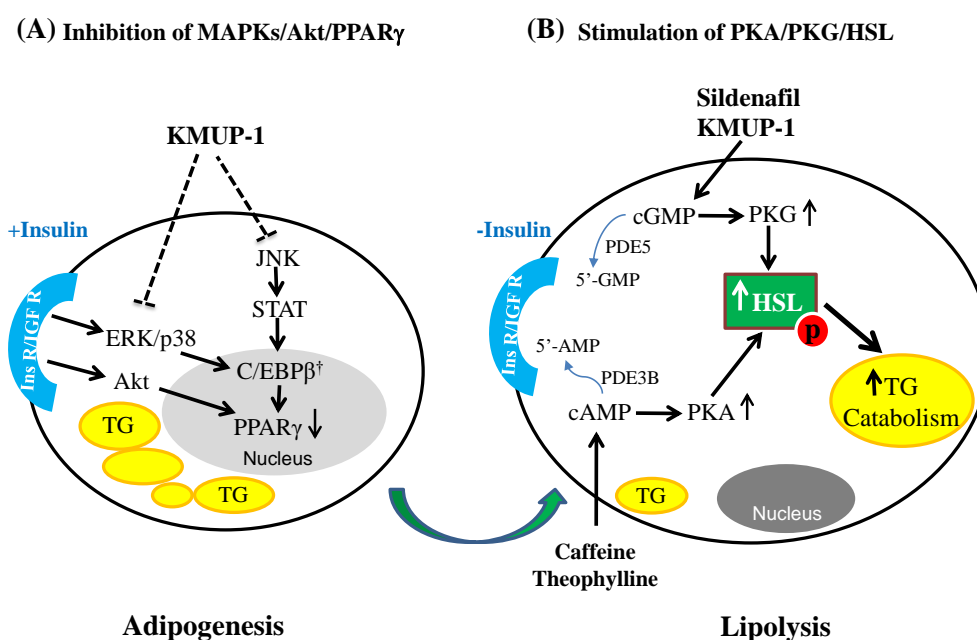 (A) Inhibition of MAPKs/Akt/PPARγ
KMUP-1
+Insulin
Ins R/IGF R
JNK
STAT
ERK/p38
C/EBPβ†
Akt
PPARγ ↓
Nucleus
TG
TG
Adipogenesis
(B) Stimulation of PKA/PKG/HSL
Sildenafil
KMUP-1
-Insulin
Ins R/IGF R
cGMP
PKG ↑
PDE5
5’-GMP
↑HSL
p
5’-AMP
PDE3B
cAMP
PKA ↑
↑TG
Catabolism
TG
Nucleus
Caffeine
Theophylline
Lipolysis